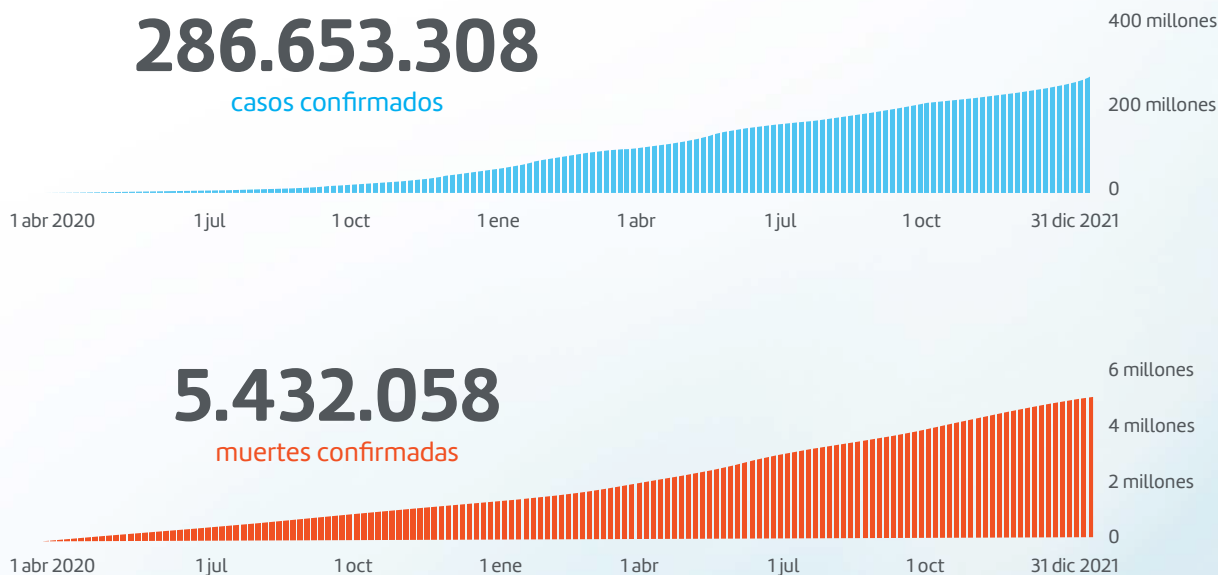 286.653.308
casos confirmados
400 millones
200 millones
0
1 abr 2020 1 jul 1 oct 1 ene 1 abr 1 jul 1 oct 31 dic 2021
5.432.058
muertes confirmadas
6 millones
4 millones
2 millones
0
1 abr 2020 1 jul 1 oct 1 ene 1 abr 1 jul 1 oct 31 dic 2021